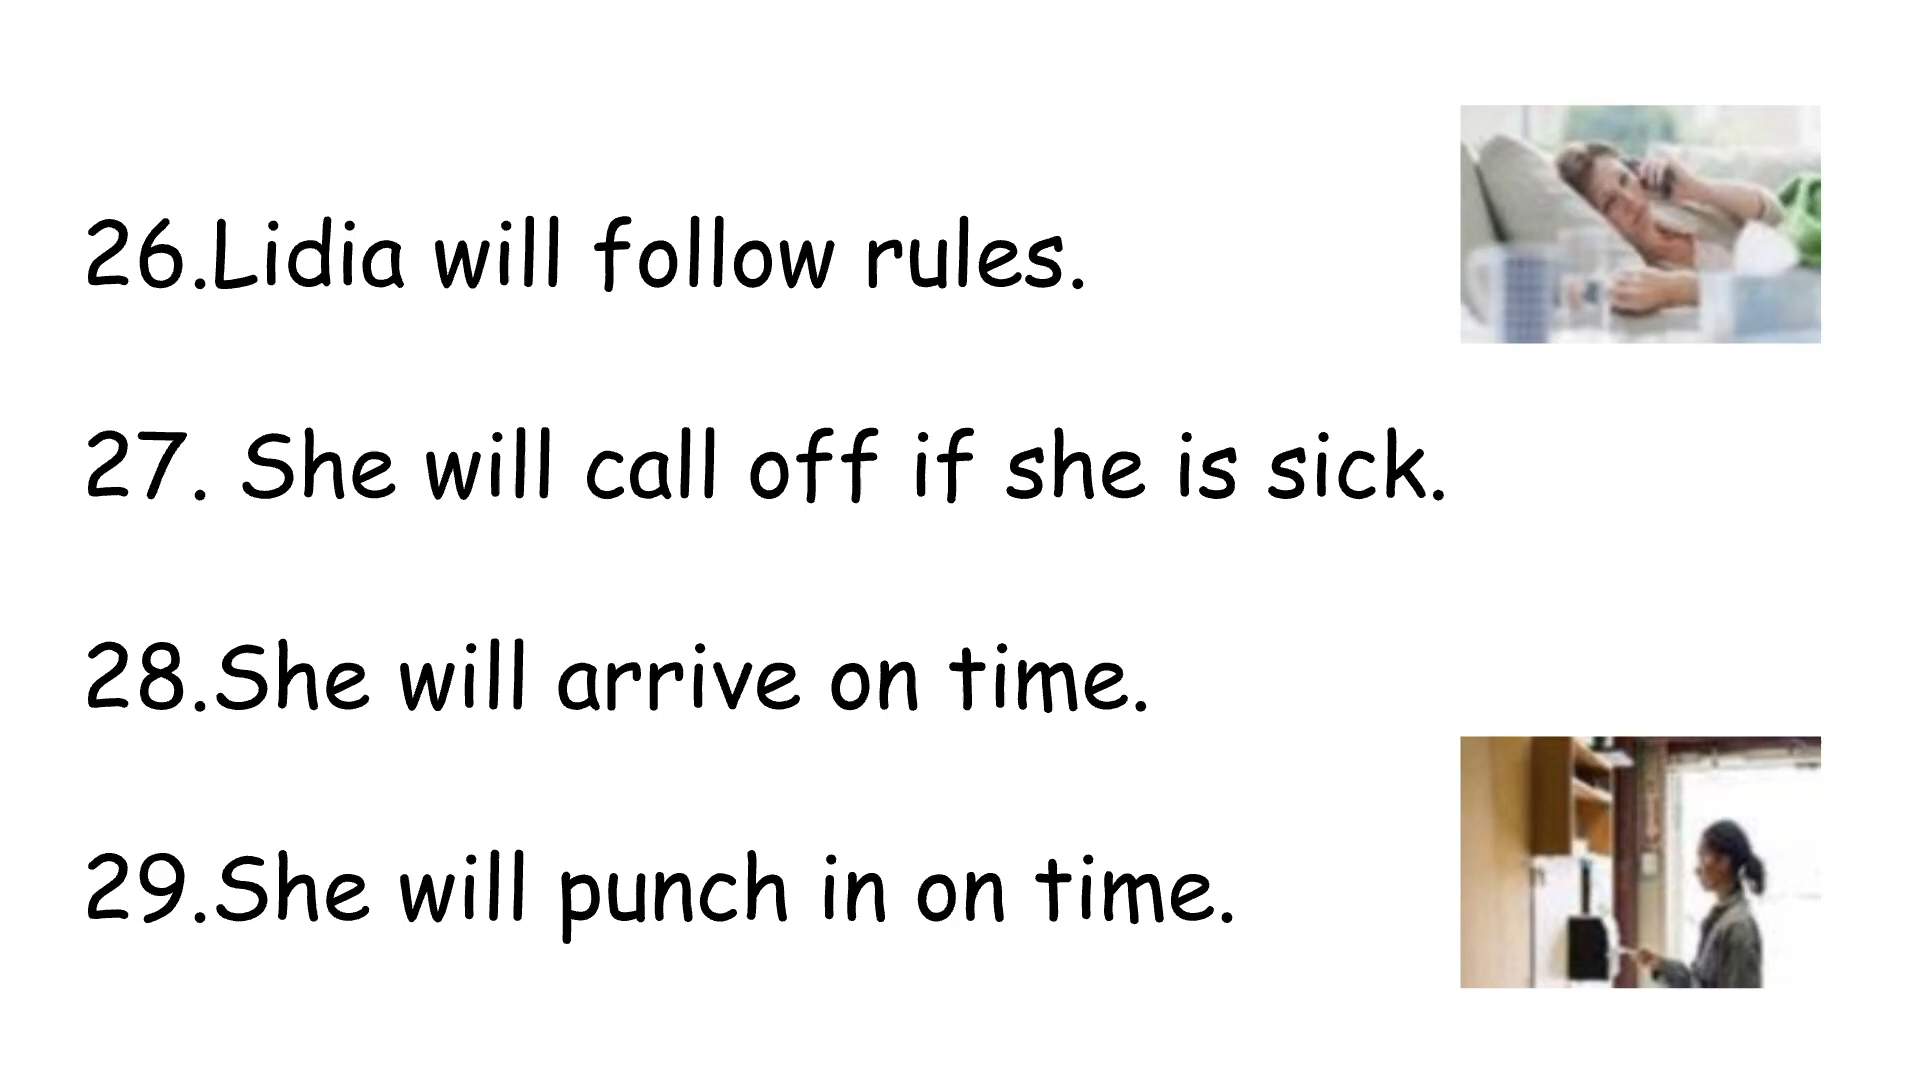 26.Lidia will follow rules.
27. She will call off if she is sick.
28.She will arrive on time.
29.She will punch in on time.